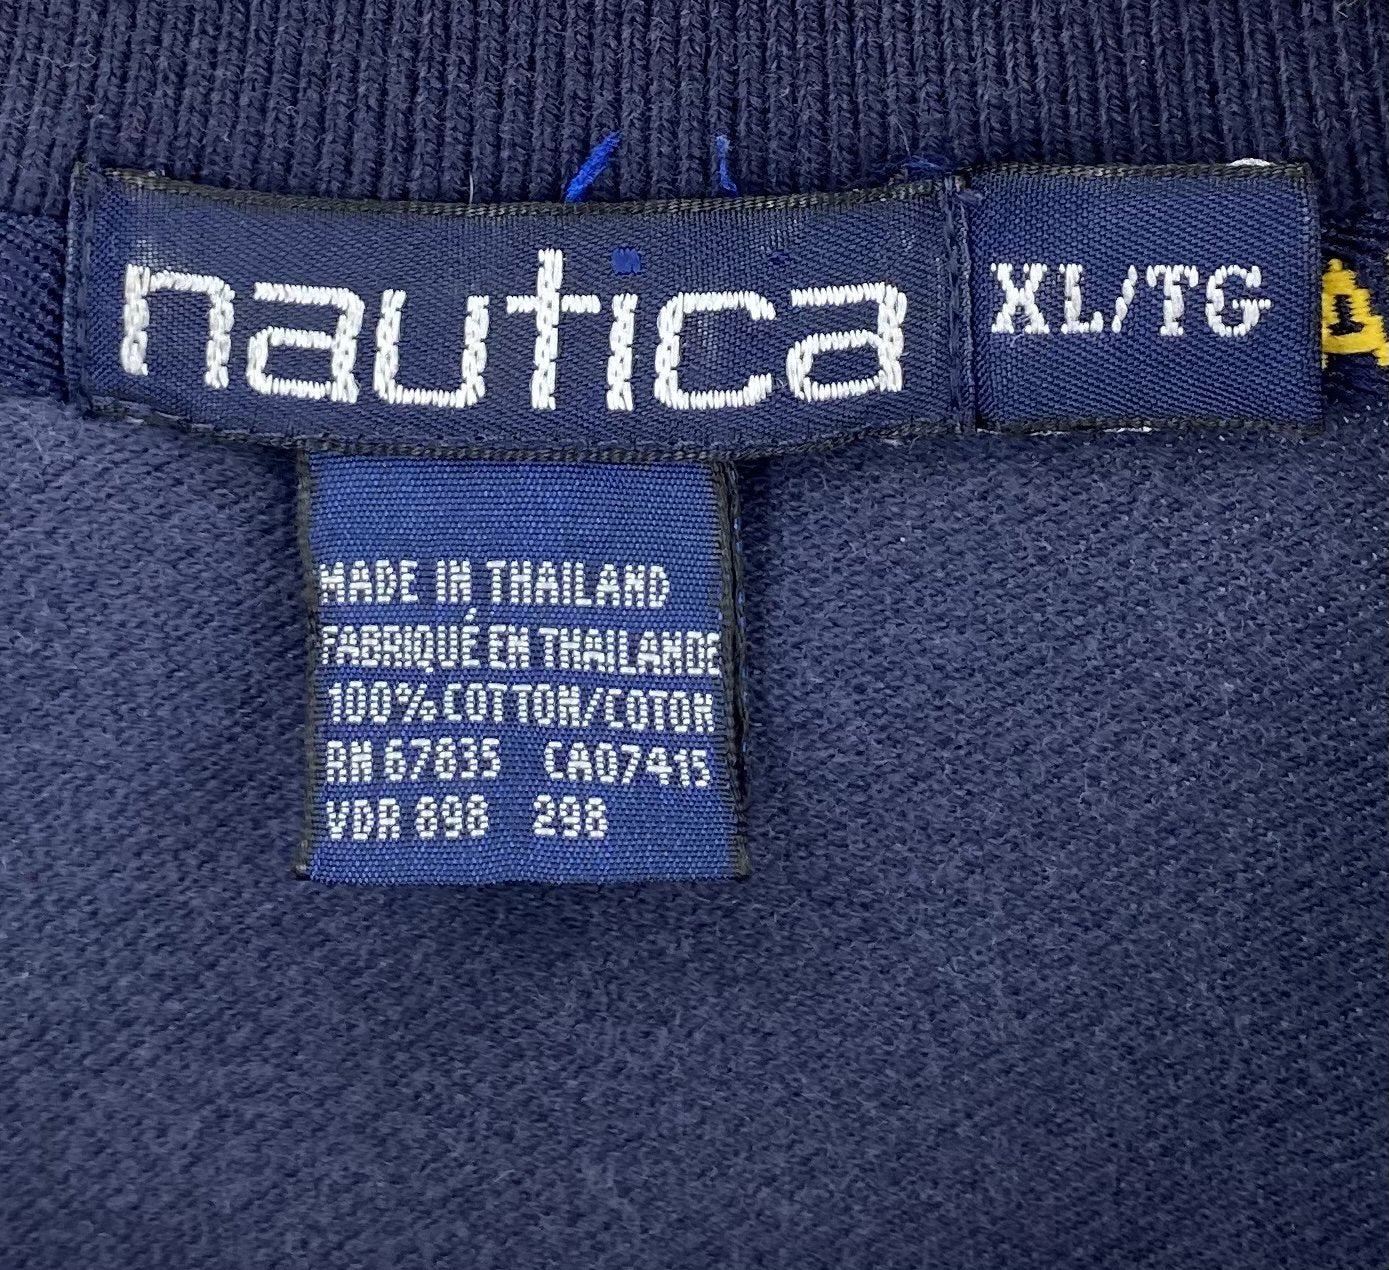 nautica XL/TG A
MADE IN THAILAND
FABRIQUÉ EN THAILANDE
100% COTTON/COTON
RN 67835 CA07415
VDR 898 298